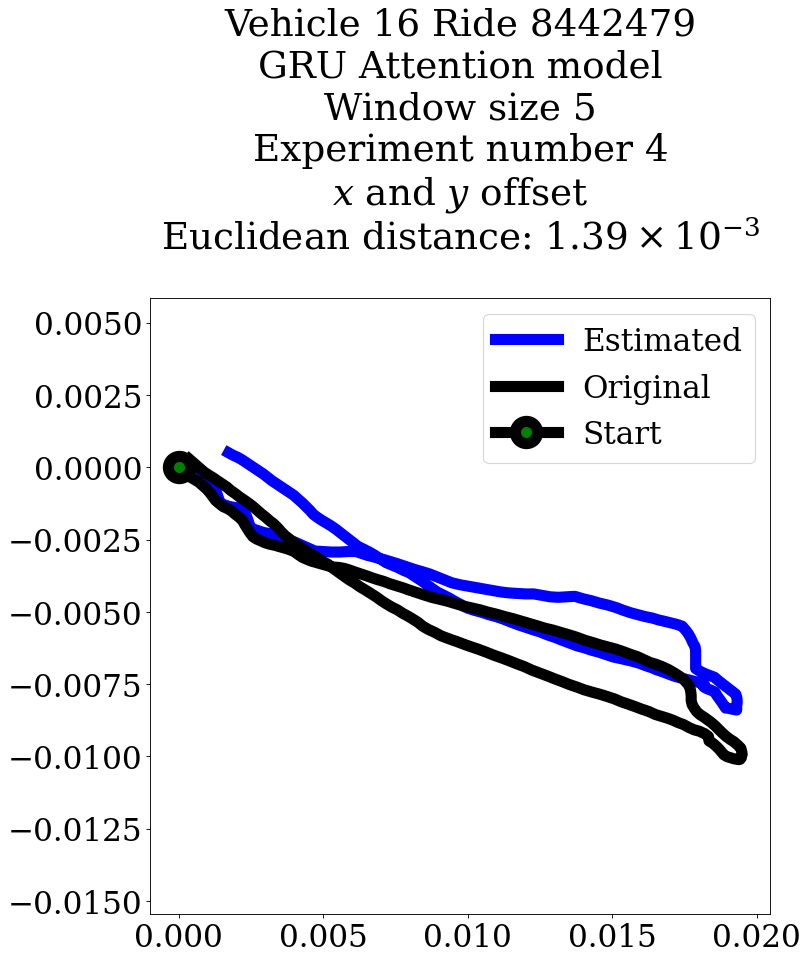 Vehicle 16 Ride 8442479
GRU Attention model
Window size 5
Experiment number 4
x and y offset
Euclidean distance: 1.39 × 10⁻³
Estimated
Original
Start
0.0050
0.0025
0.0000
−0.0025
−0.0050
−0.0075
−0.0100
−0.0125
−0.0150
0.000 0.005 0.010 0.015 0.020